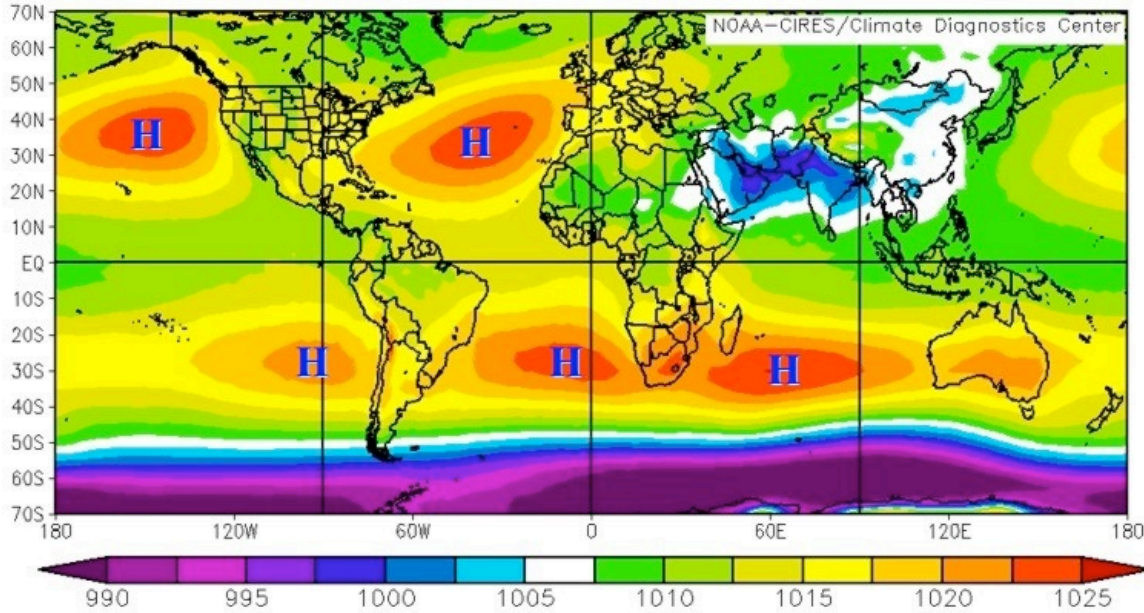 70N
NOAA-CIRES/Climate Diagnostics Center
60N
50N
40N
H H
30N
20N
10N
EQ
10S
20S
H H H
30S
40S
50S
60S
70S
180 120W 60W 0 60E 120E 180
990 995 1000 1005 1010 1015 1020 1025